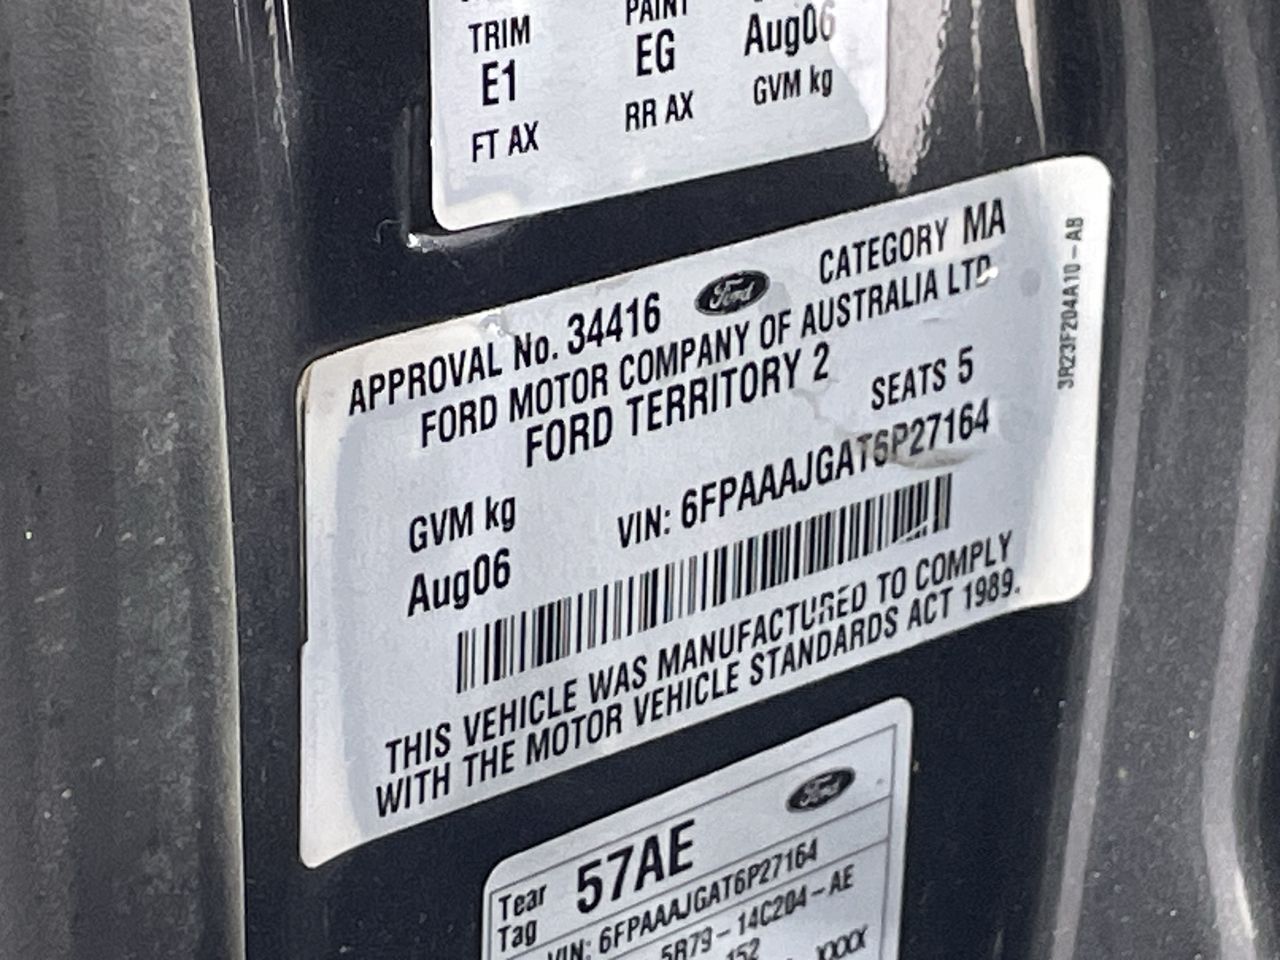 TRIM PAINT
E1 EG Aug06
FT AX RR AX GVM kg
APPROVAL No. 34416 Ford CATEGORY MA
FORD MOTOR COMPANY OF AUSTRALIA LTD
FORD TERRITORY 2
SEATS 5
GVM kg VIN: 6FPAAAJGAT6P27164
Aug06
THIS VEHICLE WAS MANUFACTURED TO COMPLY
WITH THE MOTOR VEHICLE STANDARDS ACT 1989.
3R23F204A10-AB
Ford
Tear Tag 57AE
VIN: 6FPAAAJGAT6P27164
5R79-14C204-AE
152 XXXX